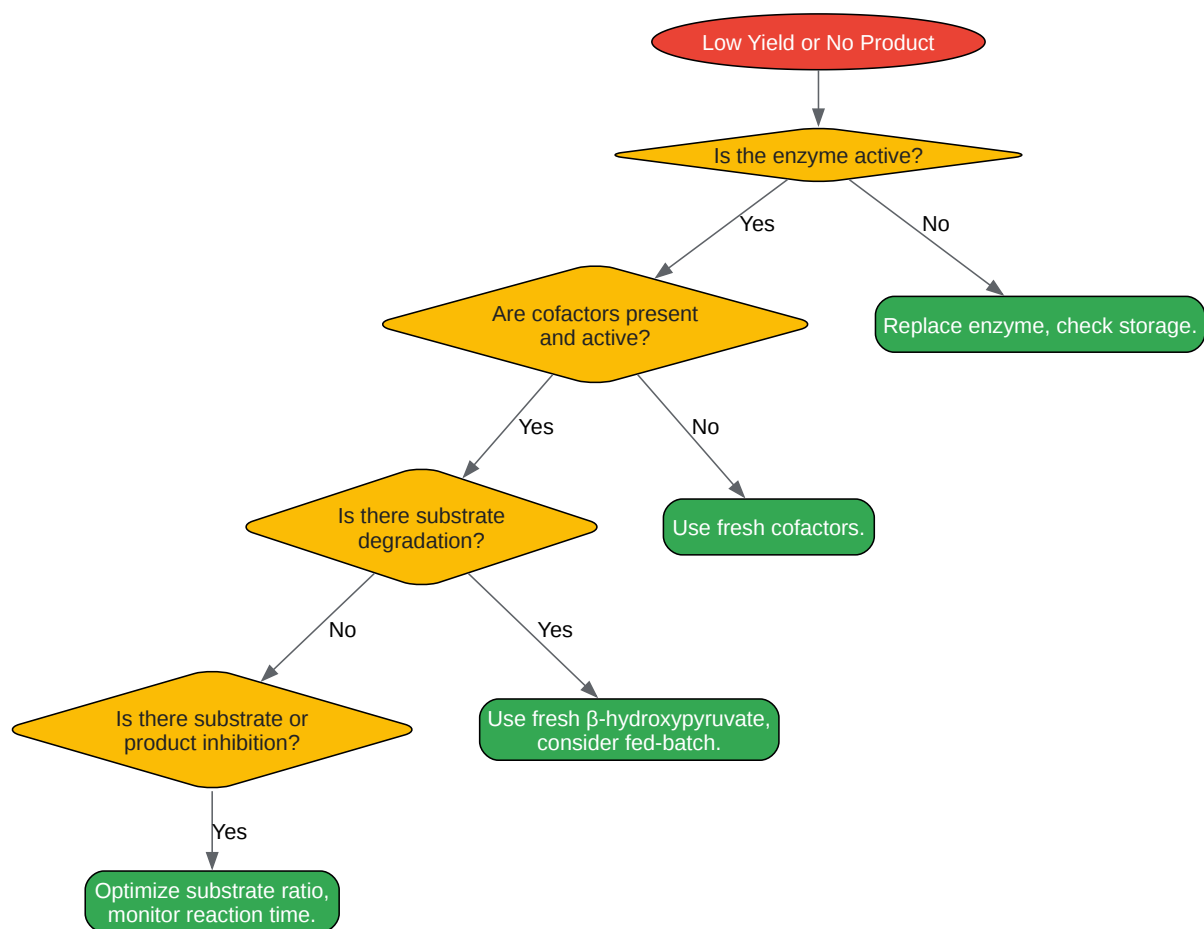 Low Yield or No Product
Is the enzyme active?
Yes
No
Are cofactors present
and active?
Replace enzyme, check storage.
Yes
No
Is there substrate
degradation?
Use fresh cofactors.
No
Yes
Is there substrate or
product inhibition?
Use fresh β-hydroxypyruvate,
consider fed-batch.
Yes
Optimize substrate ratio,
monitor reaction time.